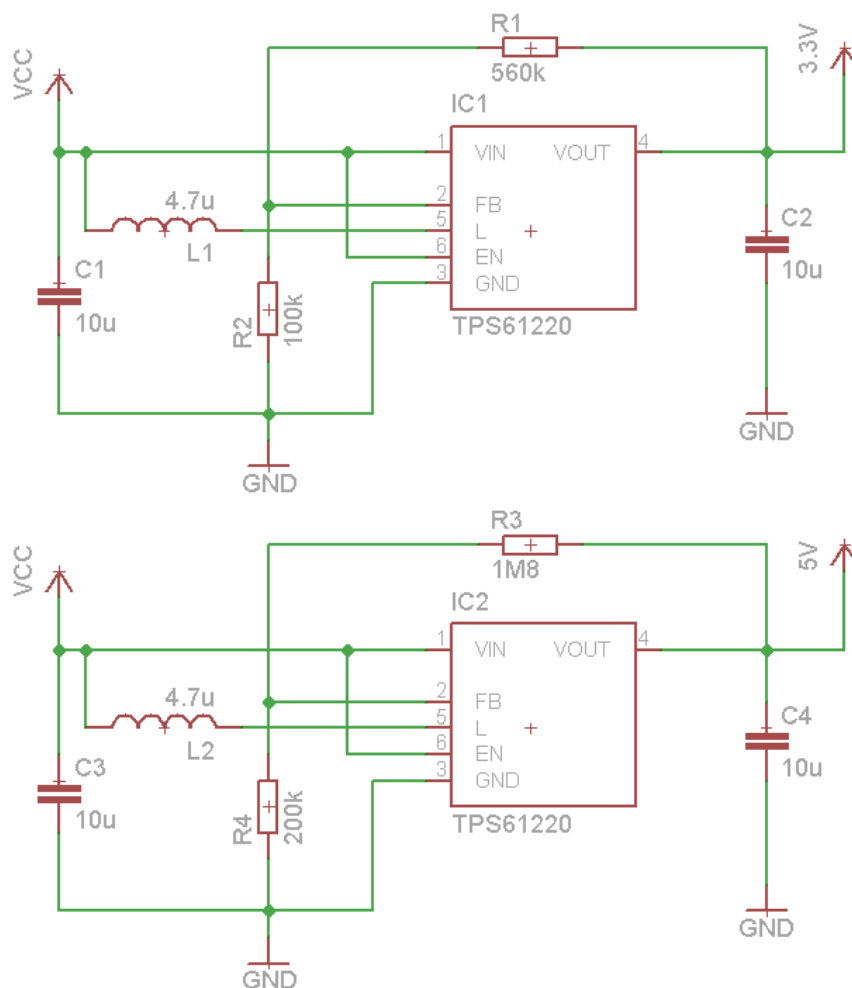 R1
560k
VCC
3.3V
IC1
1
VIN
VOUT
4
4.7u
2
FB
5
L
L1
6
EN
3
GND
C1
10u
R2
100k
TPS61220
C2
10u
GND
GND
R3
1M8
VCC
5V
IC2
1
VIN
VOUT
4
4.7u
2
FB
5
L
L2
6
EN
3
GND
C3
10u
R4
200k
TPS61220
C4
10u
GND
GND